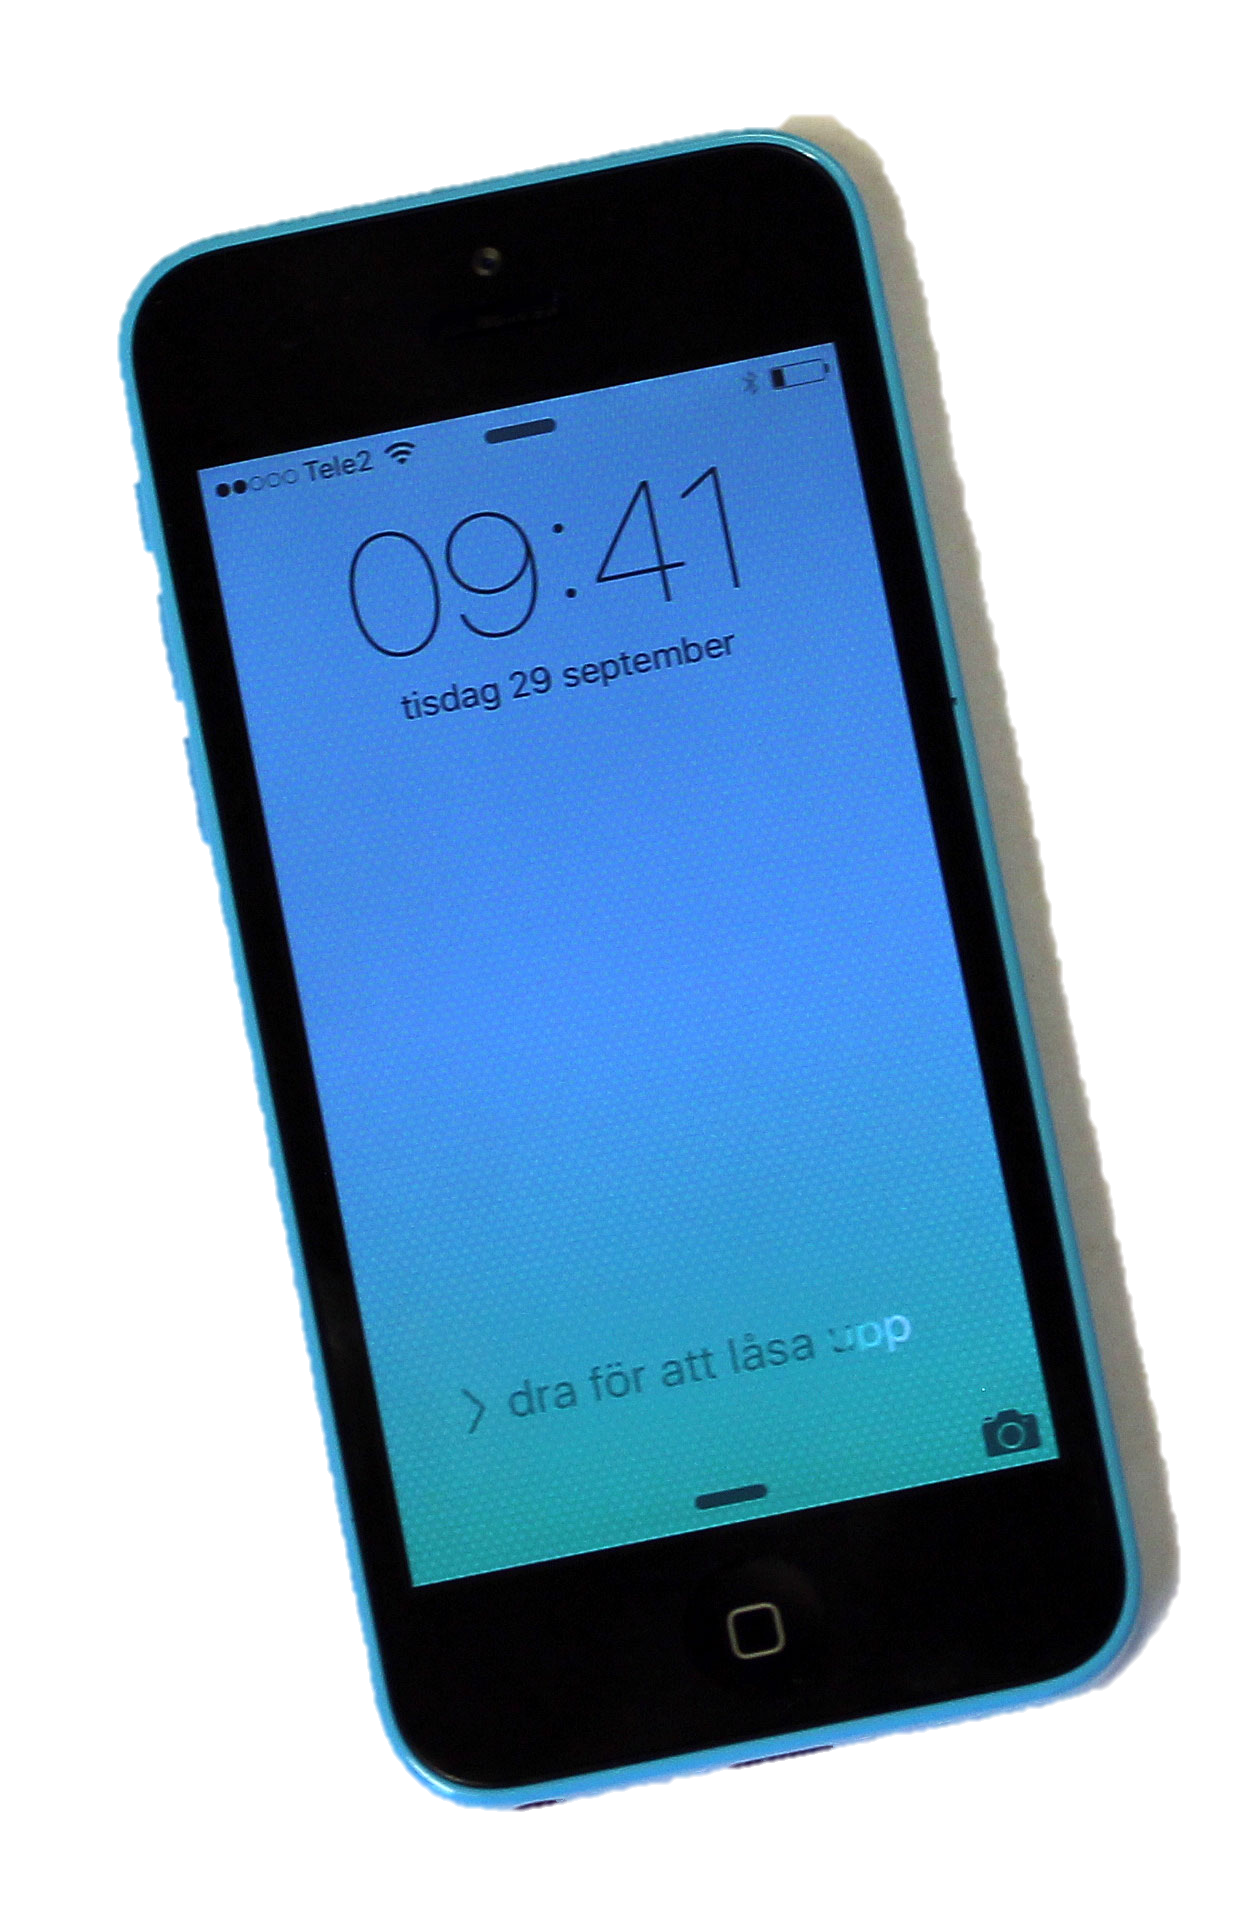 Tele2
09:41
tisdag 29 september
dra för att låsa upp